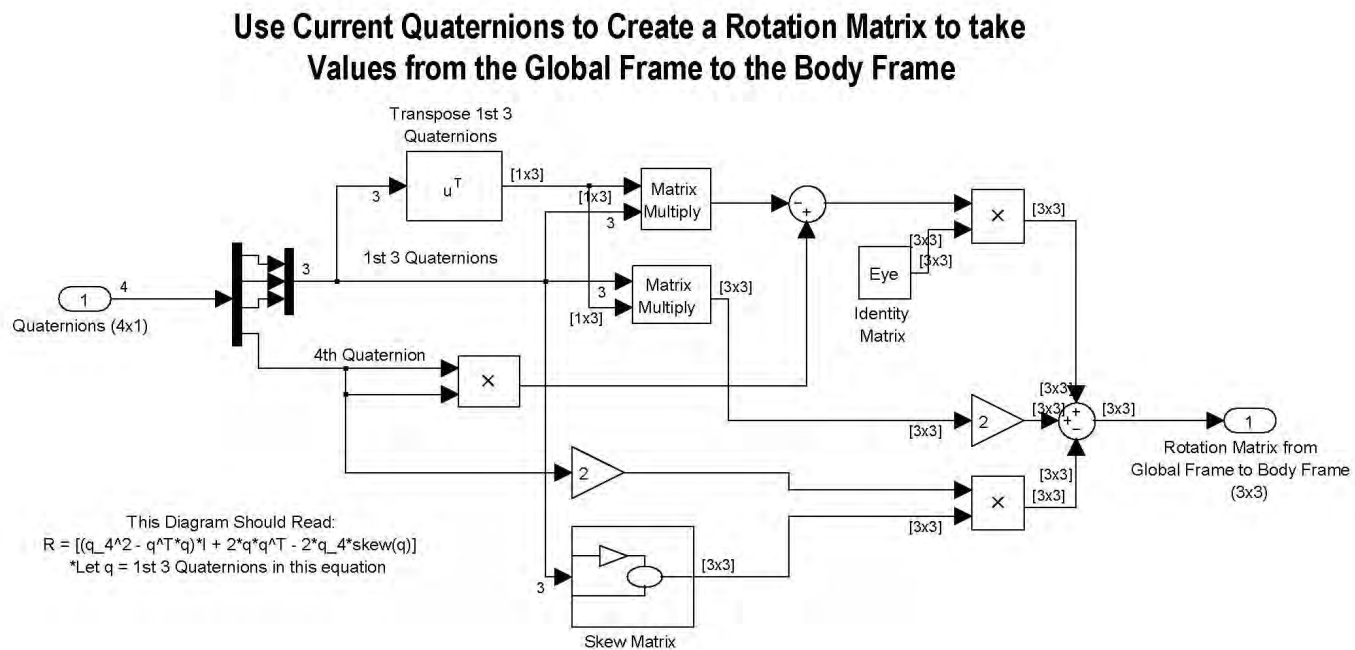 Use Current Quaternions to Create a Rotation Matrix to take
Values from the Global Frame to the Body Frame
Transpose 1st 3
Quaternions
u^T
3
[1x3]
[1x3]
3
Matrix
Multiply
- +
×
[3x3]
[3x3]
[3x3]
Eye
Identity
Matrix
1
4
Quaternions (4x1)
3
1st 3 Quaternions
3
[1x3]
Matrix
Multiply
[3x3]
4th Quaternion
×
[3x3]
2
[3x3]
[3x3]
+
+
-
[3x3]
1
Rotation Matrix from
Global Frame to Body Frame
(3x3)
2
[3x3]
×
[3x3]
[3x3]
3
[3x3]
Skew Matrix
This Diagram Should Read:
R = [(q_4^2 - q^T*q)*I + 2*q*q^T - 2*q_4*skew(q)]
*Let q = 1st 3 Quaternions in this equation